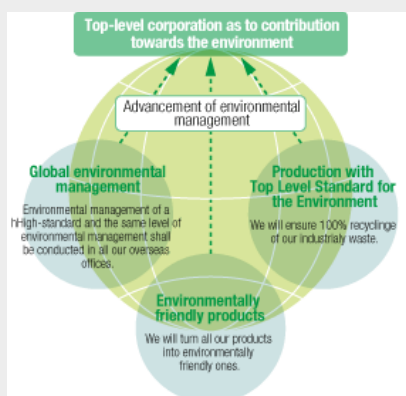 Top-level corporation as to contribution
towards the environment
Advancement of environmental
management
Global environmental
management
Environmental management of a
hHigh-standard and the same level of
environmental management shall
be conducted in all our overseas
offices.
Production with
Top Level Standard for
the Environment
We will ensure 100% recyclinge
of our industrialy waste.
Environmentally
friendly products
We will turn all our products
into environmentally
friendly ones.